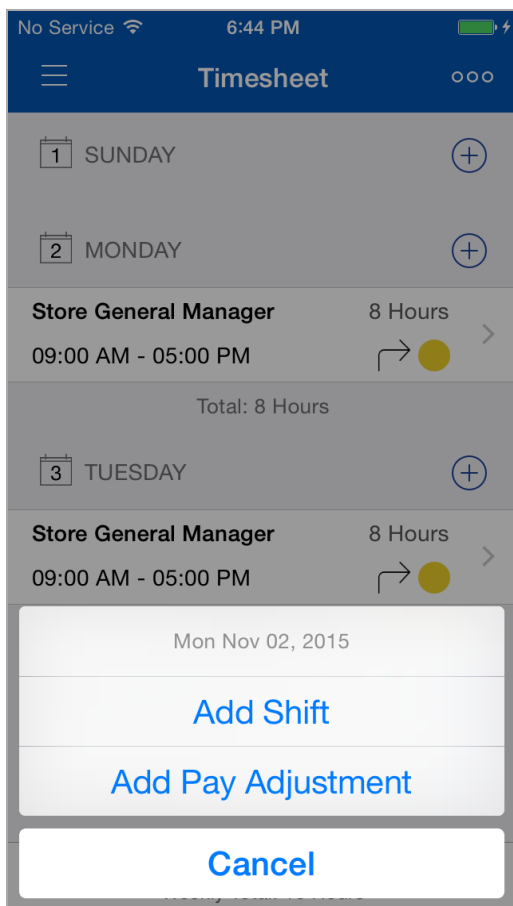 No Service 6:44 PM
Timesheet
1 SUNDAY
2 MONDAY
Store General Manager 8 Hours
09:00 AM - 05:00 PM
Total: 8 Hours
3 TUESDAY
Store General Manager 8 Hours
09:00 AM - 05:00 PM
Mon Nov 02, 2015
Add Shift
Add Pay Adjustment
Cancel